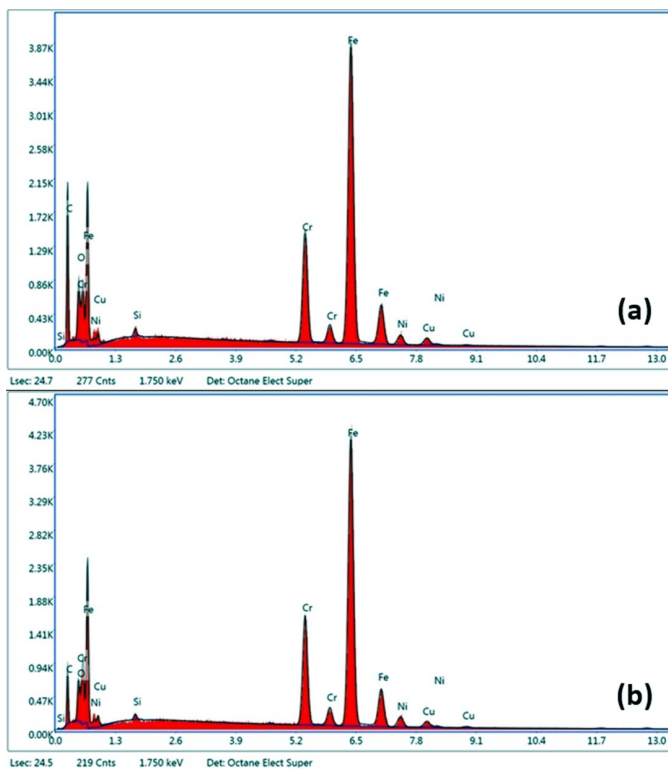 3.87K
Fe
3.44K
3.01K
2.58K
2.15K
C
1.72K
Fe
Cr
1.29K
O
0.86K
Cr
Cu
Ni
Fe
(a)
0.43K
Si
Ni
Si
Cr
Ni
Cu
Cu
0.00K
0.0 1.3 2.6 3.9 5.2 6.5 7.8 9.1 10.4 11.7 13.0
Lsec: 24.7 277 Cnts 1.750 keV Det: Octane Elect Super
4.70K
4.23K
Fe
3.76K
3.29K
2.82K
2.35K
1.88K
Fe
Cr
1.41K
Cr
0.94K
C
O
Cu
Fe
Ni
(b)
0.47K
Si
Ni
Si
Cr
Ni
Cu
Cu
0.00K
0.0 1.3 2.6 3.9 5.2 6.5 7.8 9.1 10.4 11.7 13.0
Lsec: 24.5 219 Cnts 1.750 keV Det: Octane Elect Super